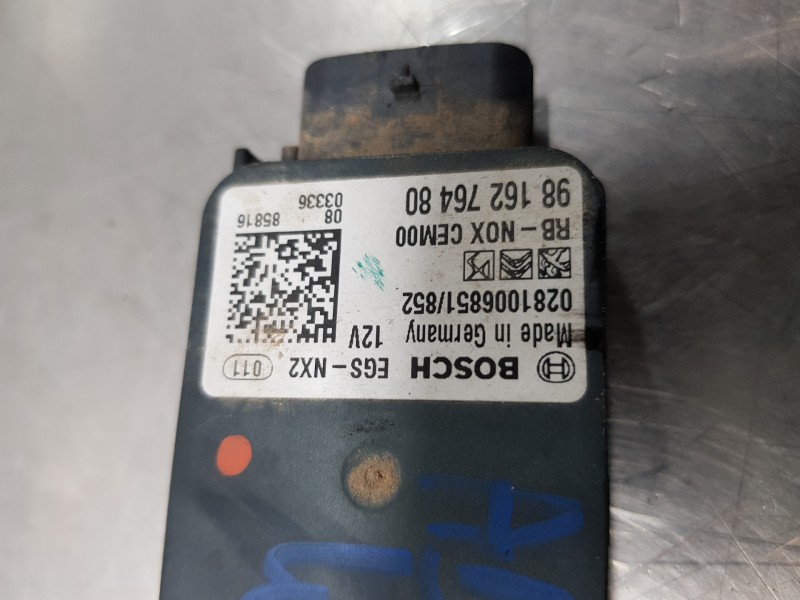 BOSCH EGS-NX2 011
Made in Germany 12V
0281006851/852
RB-NOX CEM00
98 162 764 80
08
03336
85816